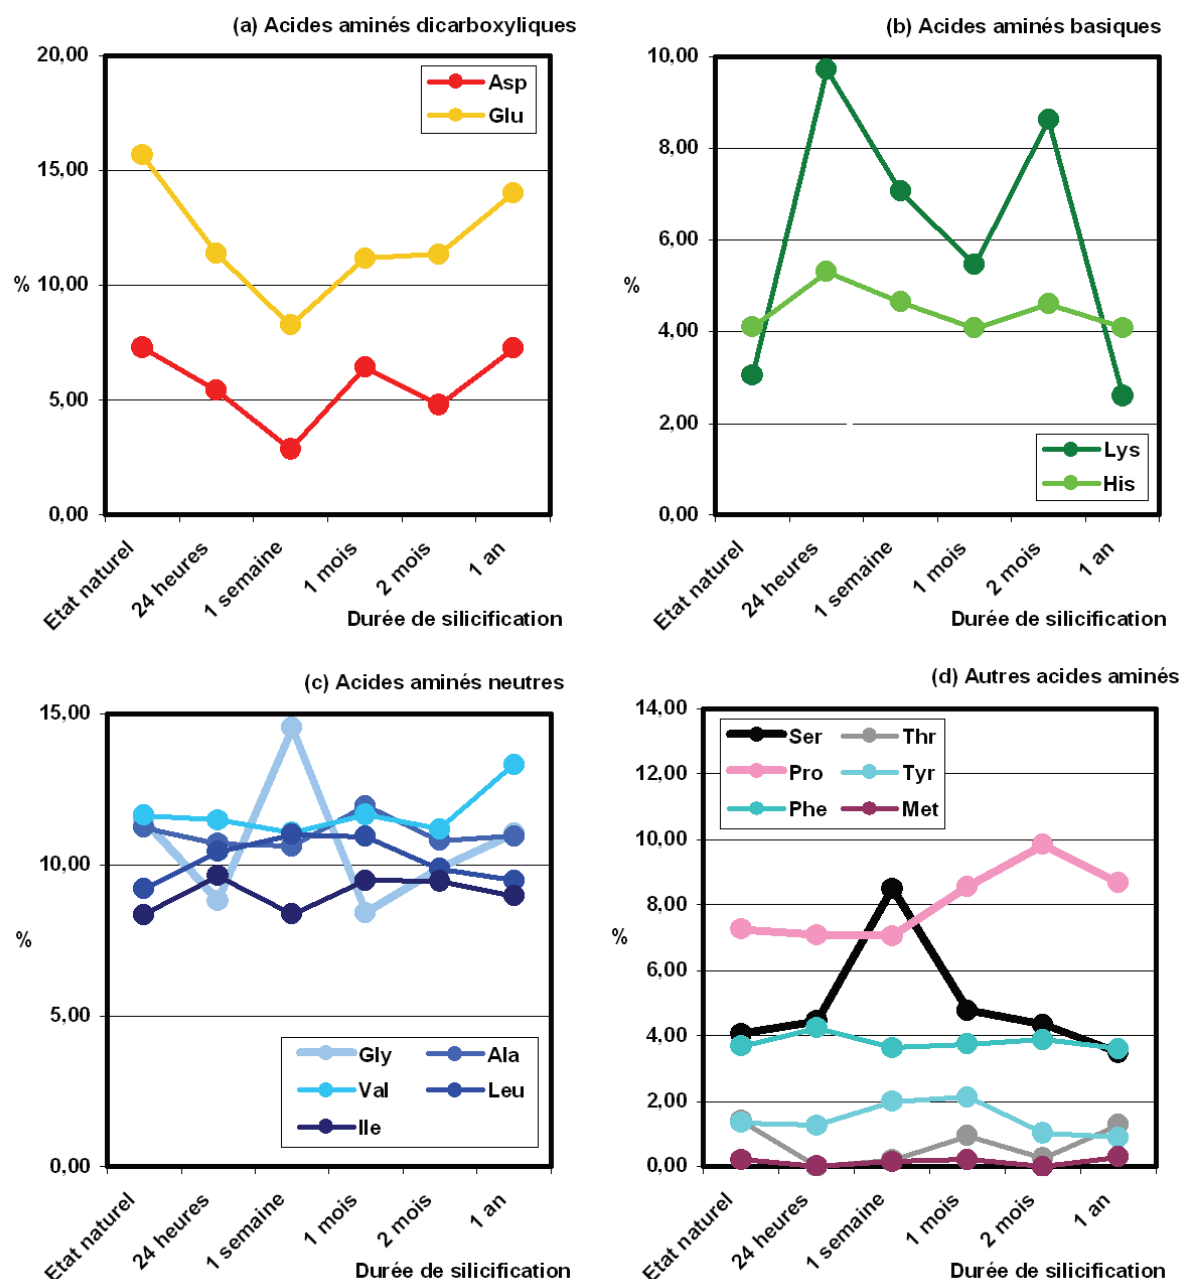 (a) Acides aminés dicarboxyliques
20,00
15,00
10,00
5,00
0,00
%
Asp
Glu
Etat naturel
24 heures
1 semaine
1 mois
2 mois
1 an
Durée de silicification
(b) Acides aminés basiques
10,00
8,00
6,00
4,00
2,00
0,00
%
Lys
His
Etat naturel
24 heures
1 semaine
1 mois
2 mois
1 an
Durée de silicification
(c) Acides aminés neutres
15,00
10,00
5,00
0,00
%
Gly Ala
Val Leu
Ile
Etat naturel
24 heures
1 semaine
1 mois
2 mois
1 an
Durée de silicification
(d) Autres acides aminés
14,00
12,00
10,00
8,00
6,00
4,00
2,00
0,00
%
Ser Thr
Pro Tyr
Phe Met
Etat naturel
24 heures
1 semaine
1 mois
2 mois
1 an
Durée de silicification